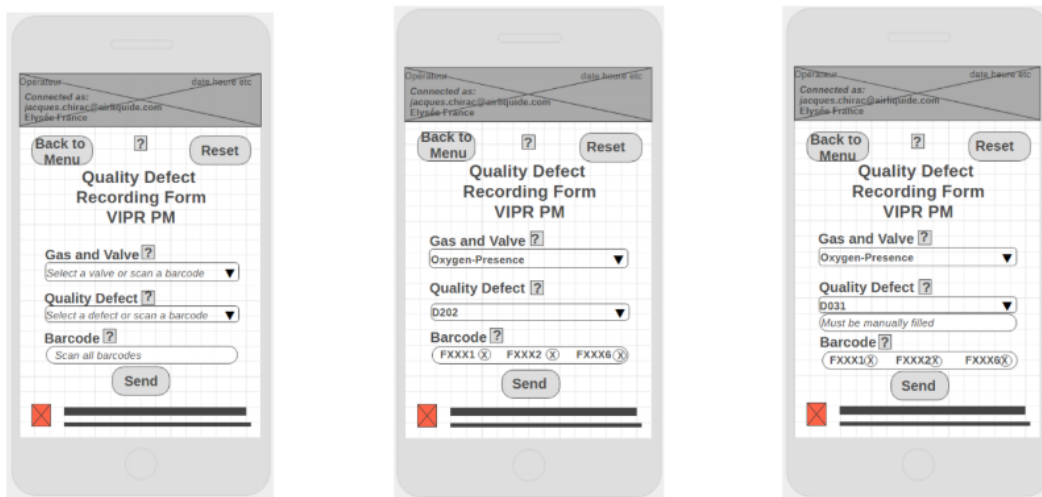 Opérateur date heure etc
Connected as:
jacques.chirac@airliquide.com
Elysée France
Back to
Menu
?
Reset
Quality Defect
Recording Form
VIPR PM
Gas and Valve ?
Select a valve or scan a barcode
Quality Defect ?
Select a defect or scan a barcode
Barcode ?
Scan all barcodes
Send
Opérateur date heure etc
Connected as:
jacques.chirac@airliquide.com
Elysée France
Back to
Menu
?
Reset
Quality Defect
Recording Form
VIPR PM
Gas and Valve ?
Oxygen-Presence
Quality Defect ?
D202
Barcode ?
FXXX1 X FXXX2 X FXXX6 X
Send
Opérateur date heure etc
Connected as:
jacques.chirac@airliquide.com
Elysée France
Back to
Menu
?
Reset
Quality Defect
Recording Form
VIPR PM
Gas and Valve ?
Oxygen-Presence
Quality Defect ?
D031
Must be manually filled
Barcode ?
FXXX1 X FXXX2 X FXXX6 X
Send